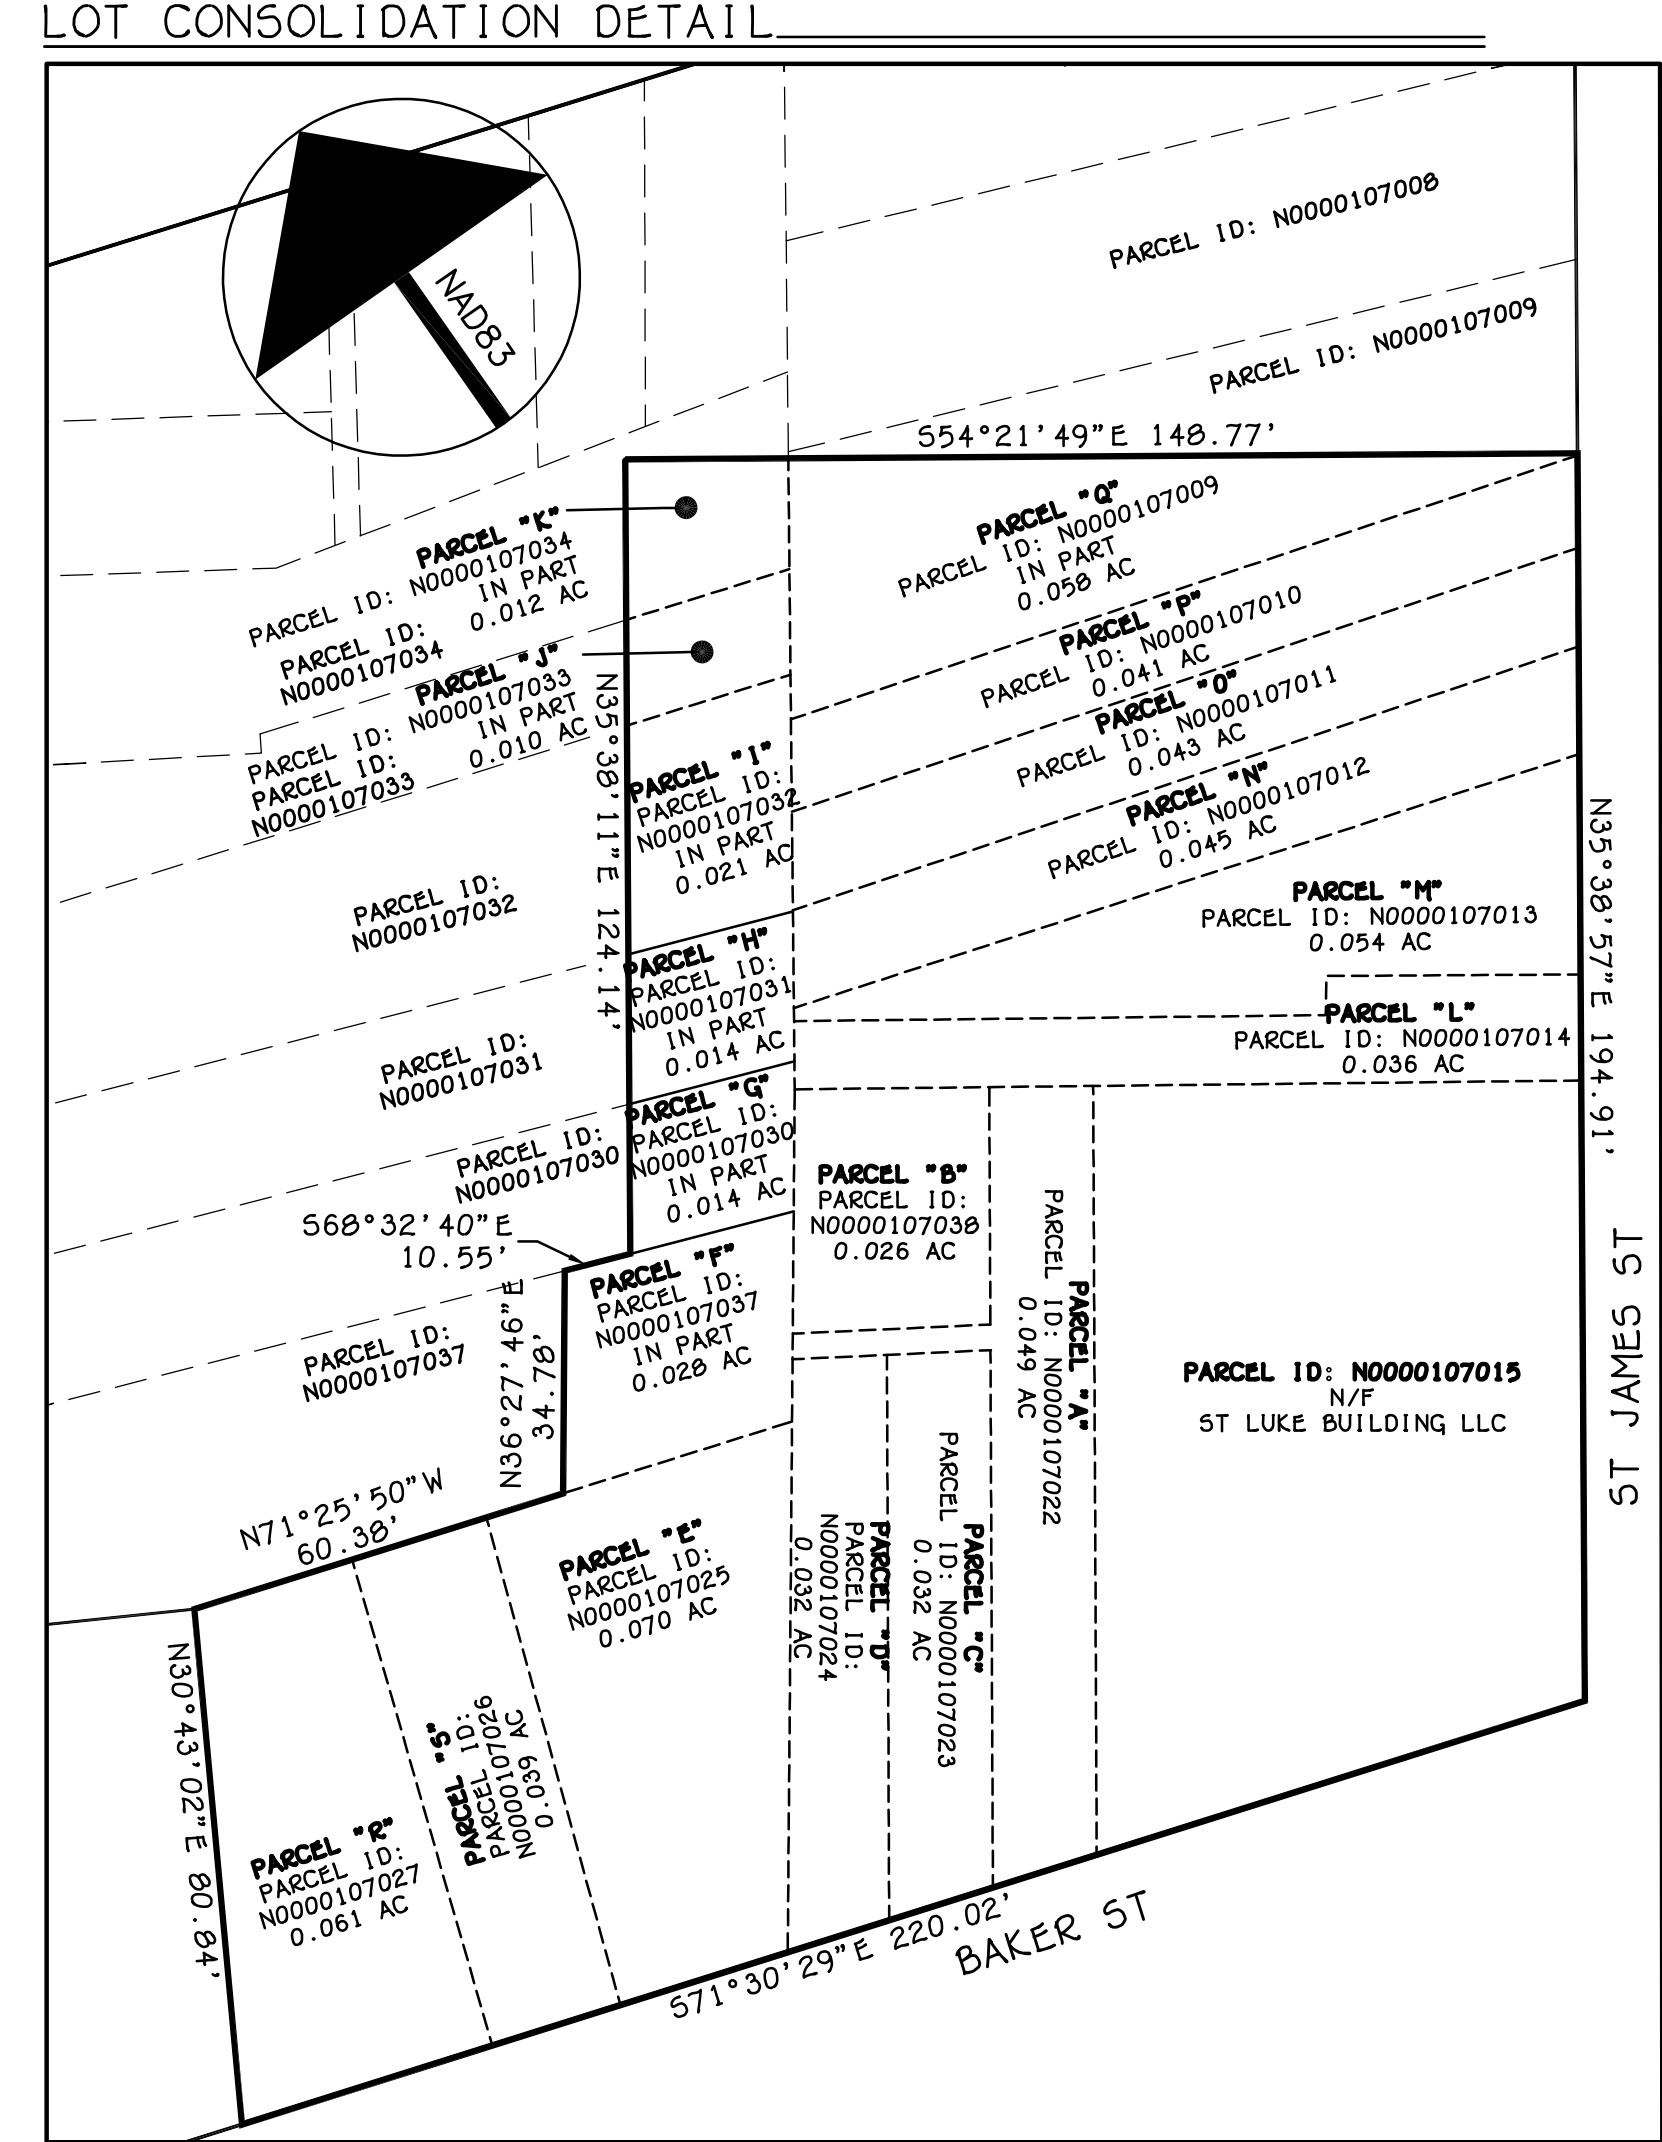 LOT CONSOLIDATION DETAIL
NAD83
PARCEL ID: N0000107008
PARCEL ID: N0000107009
S54°21'49"E 148.77'
PARCEL "K"
PARCEL ID: N0000107034
IN PART
0.012 AC
PARCEL ID:
N0000107034
PARCEL "J"
PARCEL ID: N0000107033
IN PART
0.010 AC
PARCEL ID:
N0000107033
N35°38'11"E 124.14'
PARCEL "Q"
PARCEL ID: N0000107009
IN PART
0.058 AC
PARCEL "P"
PARCEL ID: N0000107010
0.041 AC
PARCEL "O"
PARCEL ID: N0000107011
0.043 AC
PARCEL "N"
PARCEL ID: N0000107012
0.045 AC
PARCEL "I"
PARCEL ID:
N0000107032
IN PART
0.021 AC
PARCEL ID:
N0000107032
PARCEL "M"
PARCEL ID: N0000107013
0.054 AC
N35°38'57"E 194.91'
PARCEL "H"
PARCEL ID:
N0000107031
IN PART
0.014 AC
PARCEL ID:
N0000107031
PARCEL "L"
PARCEL ID: N0000107014
0.036 AC
PARCEL "G"
PARCEL ID:
N0000107030
IN PART
0.014 AC
PARCEL ID:
N0000107030
PARCEL "B"
PARCEL ID:
N0000107038
0.026 AC
S68°32'40"E
10.55'
PARCEL "F"
PARCEL ID:
N0000107037
IN PART
0.028 AC
PARCEL ID:
N0000107037
N36°27'46"E
34.78'
PARCEL "A"
PARCEL ID: N0000107022
0.049 AC
PARCEL ID: N0000107015
N/F
ST LUKE BUILDING LLC
ST JAMES ST
N71°25'50"W
60.38'
PARCEL "E"
PARCEL ID:
N0000107025
0.070 AC
PARCEL "D"
PARCEL ID:
N0000107024
0.032 AC
PARCEL "C"
PARCEL ID: N0000107023
0.032 AC
N30°43'02"E 80.84'
PARCEL "S"
PARCEL ID:
N0000107026
0.039 AC
PARCEL "R"
PARCEL ID:
N0000107027
0.061 AC
S71°30'29"E 220.02'
BAKER ST